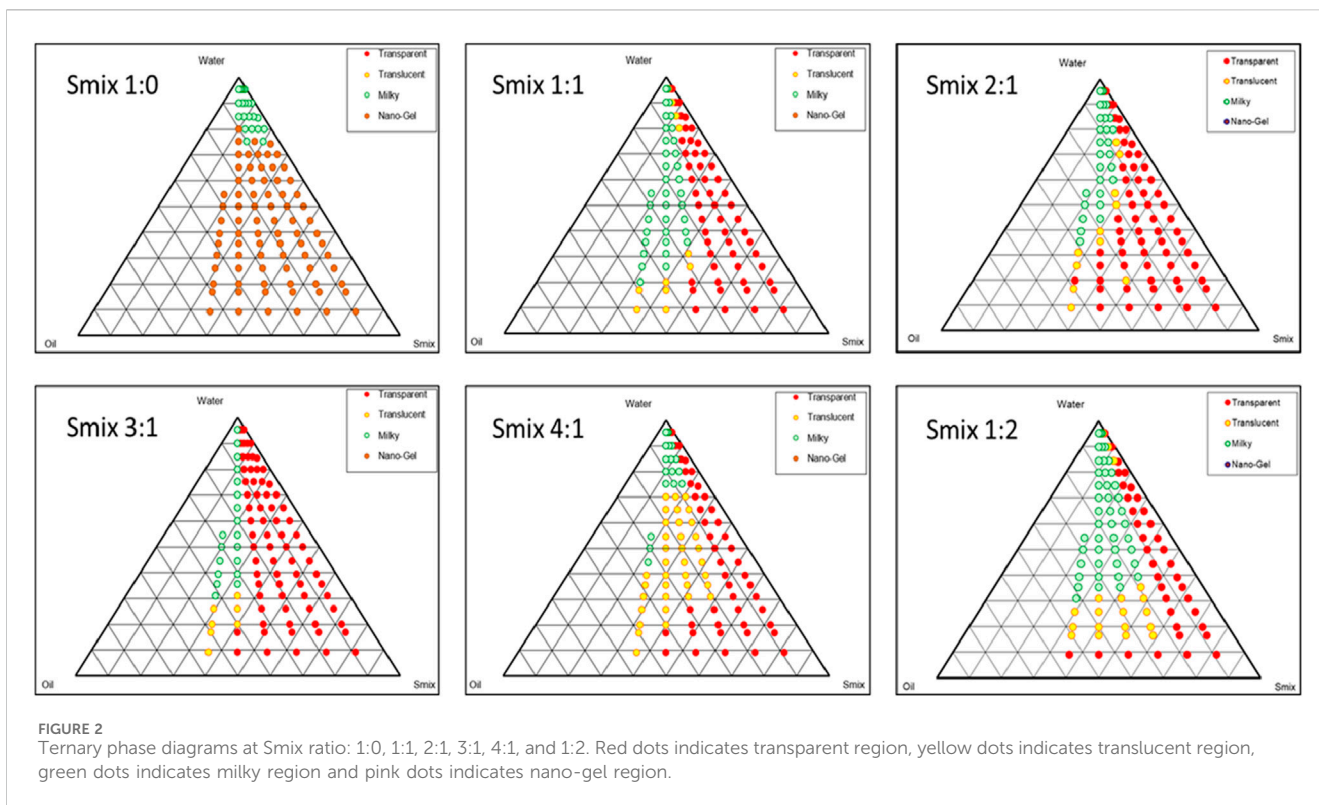 Smix 1:0
Water
Transparent
Translucent
Milky
Nano-Gel
Oil
Smix
Smix 1:1
Water
Transparent
Translucent
Milky
Nano-Gel
Oil
Smix
Smix 2:1
Water
Transparent
Translucent
Milky
Nano-Gel
Oil
Smix
Smix 3:1
Water
Transparent
Translucent
Milky
Nano-Gel
Oil
Smix
Smix 4:1
Water
Transparent
Translucent
Milky
Nano-Gel
Oil
Smix
Smix 1:2
Water
Transparent
Translucent
Milky
Nano-Gel
Oil
Smix
FIGURE 2
Ternary phase diagrams at Smix ratio: 1:0, 1:1, 2:1, 3:1, 4:1, and 1:2. Red dots indicates transparent region, yellow dots indicates translucent region,
green dots indicates milky region and pink dots indicates nano-gel region.